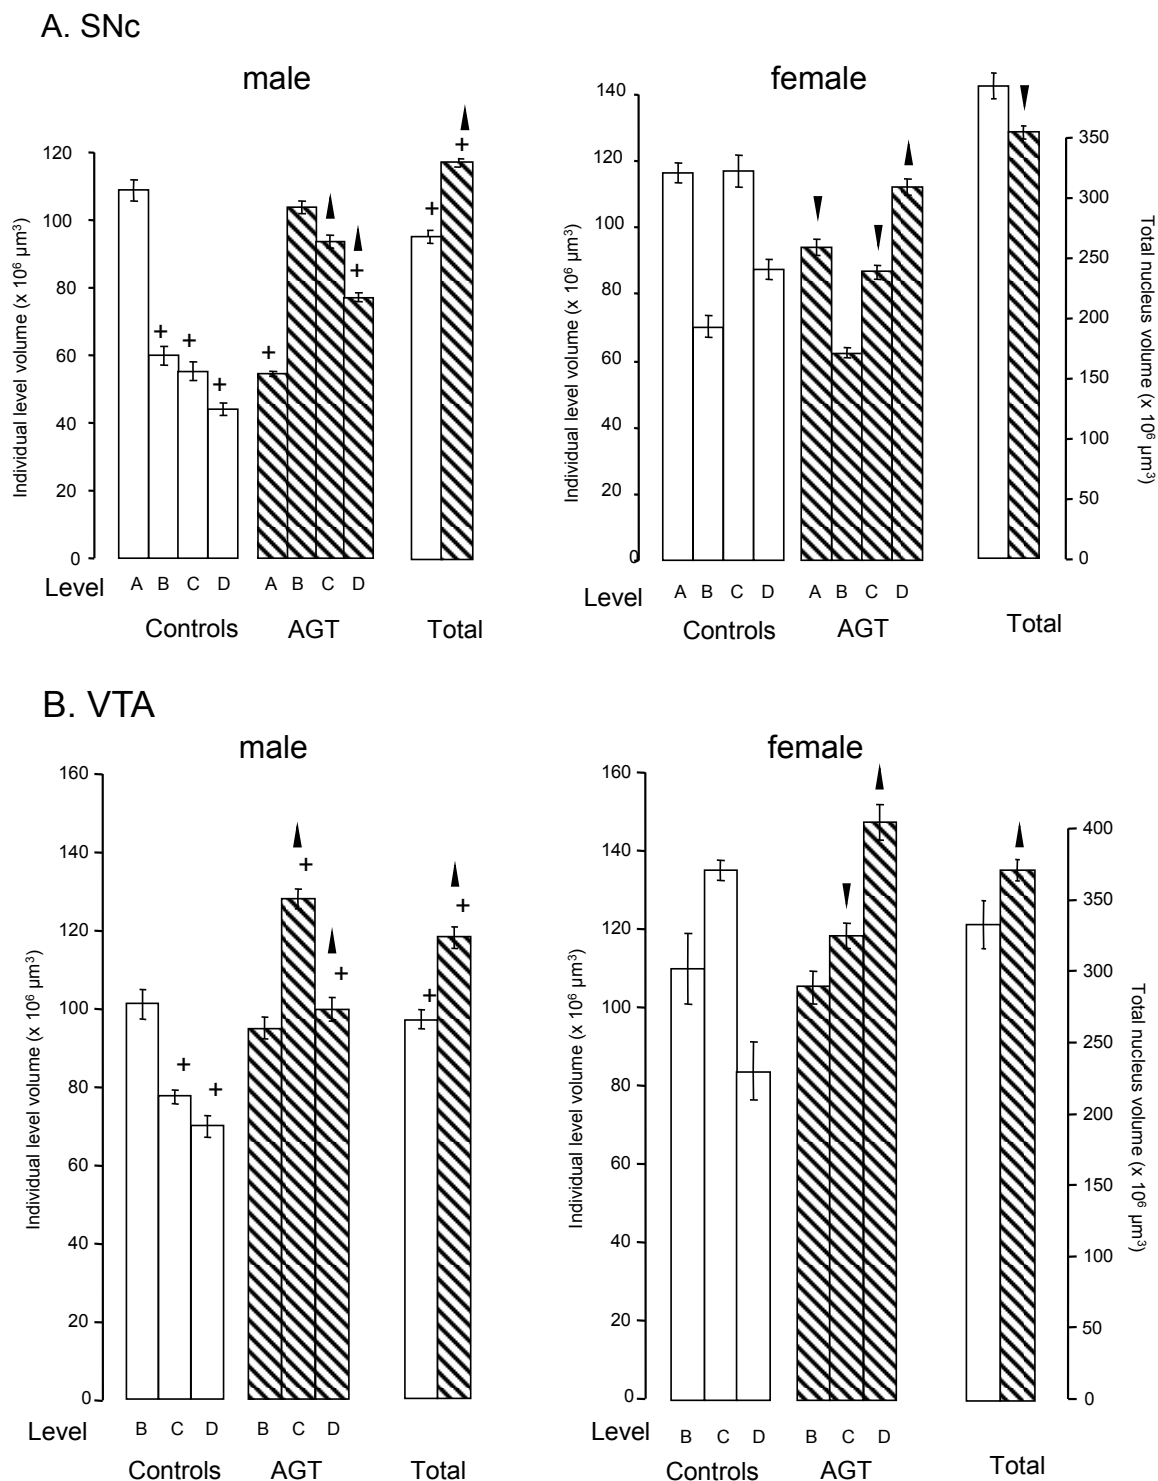 A. SNc
male
female
120
100
80
60
40
20
0
Individual level volume (x 10⁶ µm³)
+
+
+
+
+
+
+
Level
A B C D
A B C D
Controls
AGT
Total
140
120
100
80
60
40
20
0
Individual level volume (x 10⁶ µm³)
350
300
250
200
150
100
50
0
Total nucleus volume (x 10⁶ µm³)
Level
A B C D
A B C D
Controls
AGT
Total
B. VTA
male
female
160
140
120
100
80
60
40
20
0
Individual level volume (x 10⁶ µm³)
+
+
+
+
+
+
Level
B C D
B C D
Controls
AGT
Total
160
140
120
100
80
60
40
20
0
Individual level volume (x 10⁶ µm³)
400
350
300
250
200
150
100
50
0
Total nucleus volume (x 10⁶ µm³)
Level
B C D
B C D
Controls
AGT
Total